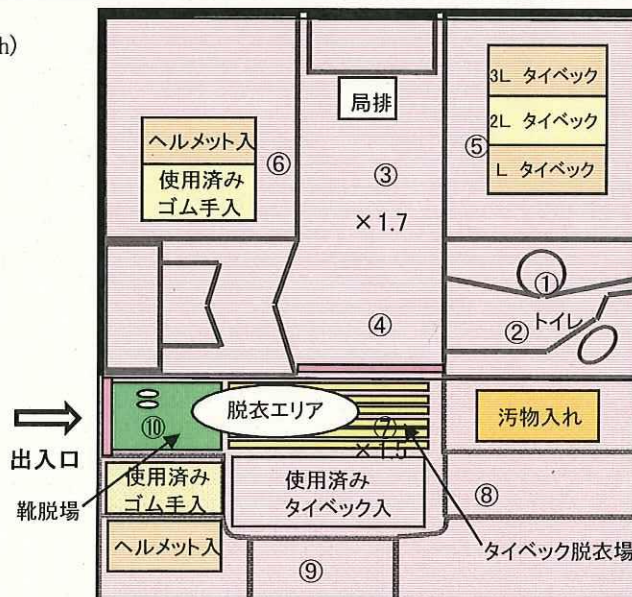 h)
局排
3L タイベック
2L タイベック
L タイベック
ヘルメット入
使用済み
ゴム手入
⑥
③
⑤
×1.7
①
④
②
トイレ
出入口
⑩
脱衣エリア
⑦
×1.5
汚物入れ
靴脱場
使用済み
ゴム手入
使用済み
タイベック入
⑧
ヘルメット入
⑨
タイベック脱衣場